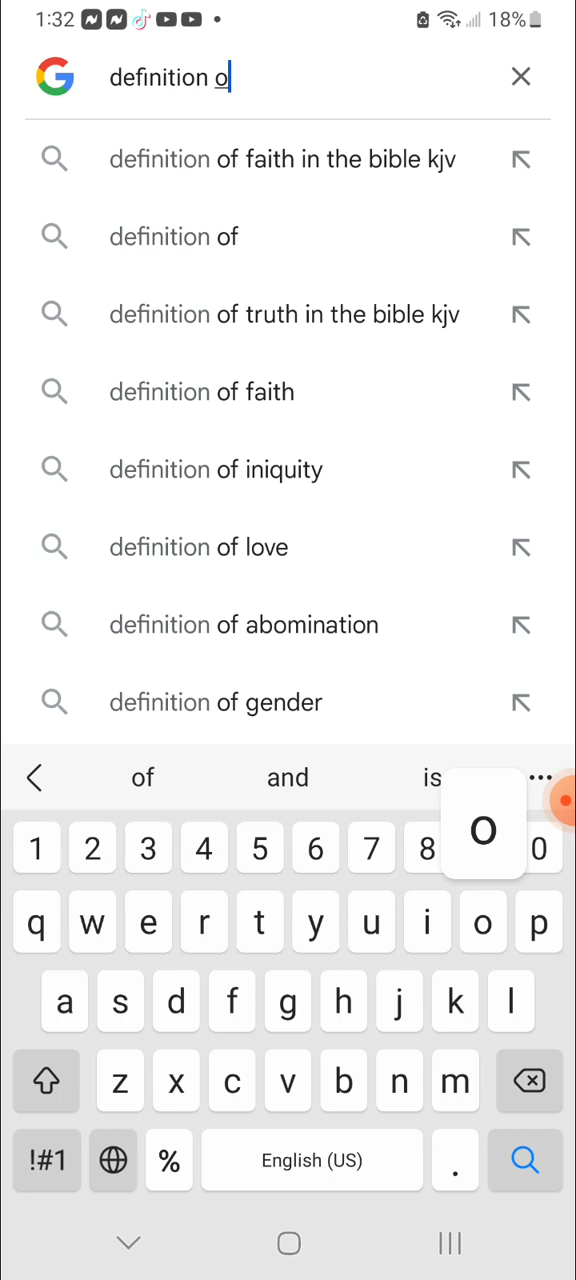 1:32 18%
definition o
definition of faith in the bible kjv
definition of
definition of truth in the bible kjv
definition of faith
definition of iniquity
definition of love
definition of abomination
definition of gender
of and is
o
1 2 3 4 5 6 7 8 0
q w e r t y u i o p
a s d f g h j k l
z x c v b n m
!#1 % English (US) .